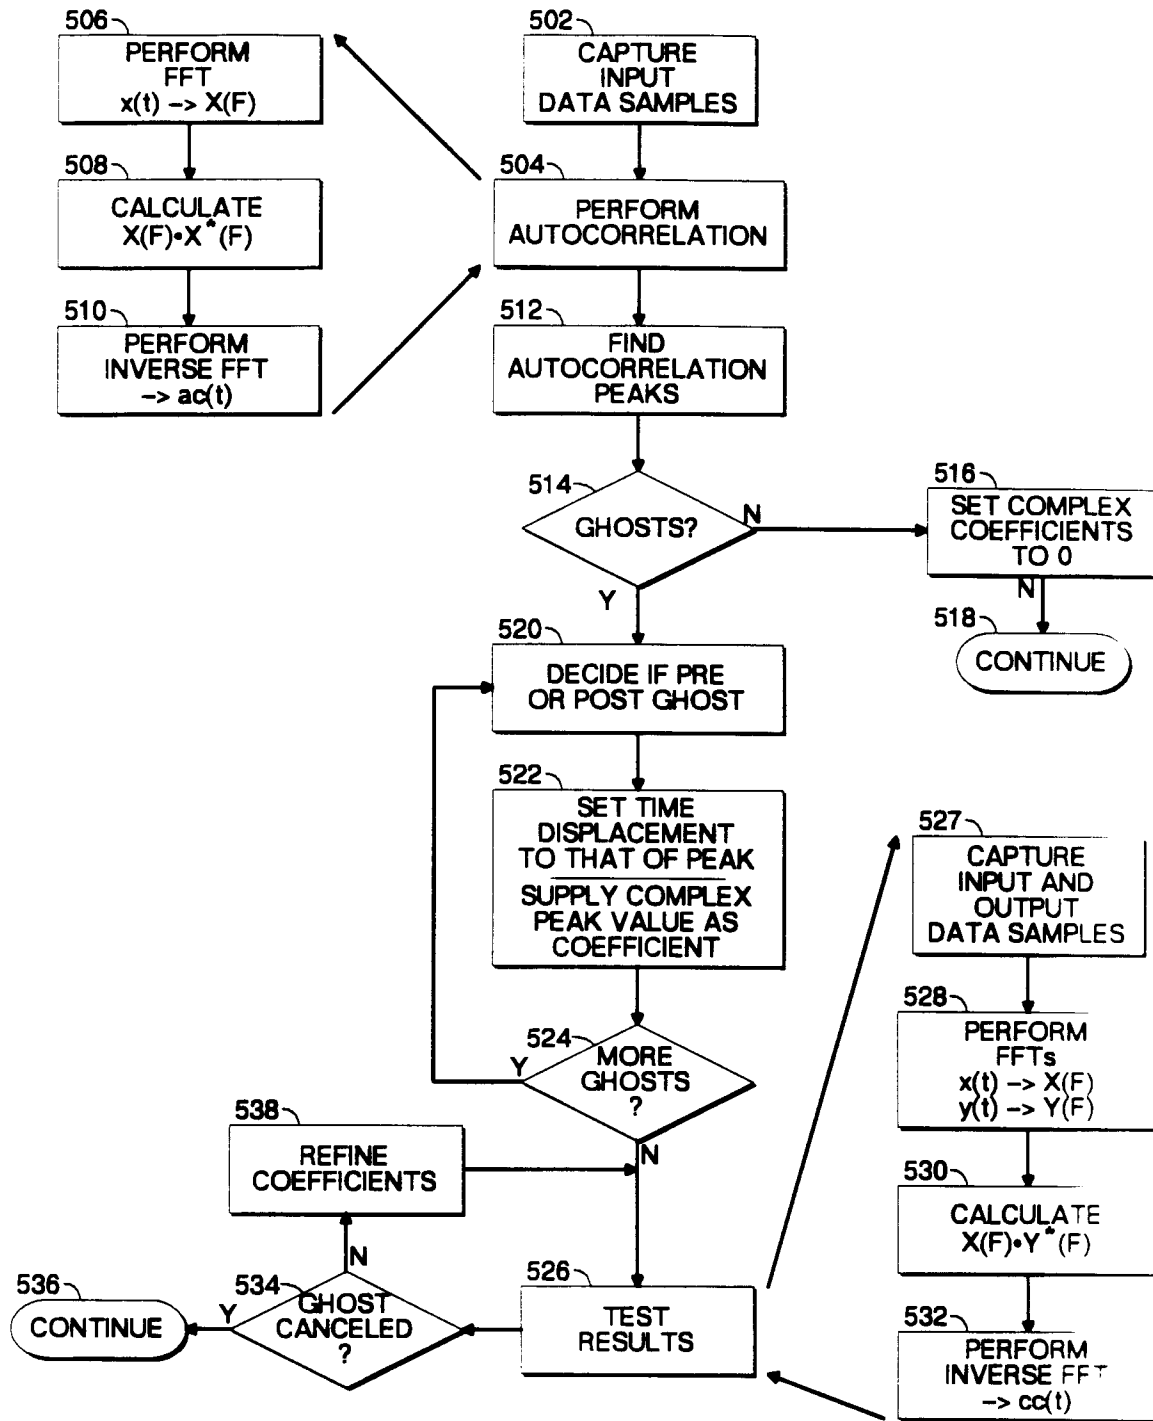 506
PERFORM
FFT
x(t) -> X(F)
508
CALCULATE
X(F)•X*(F)
510
PERFORM
INVERSE FFT
-> ac(t)
502
CAPTURE
INPUT
DATA SAMPLES
504
PERFORM
AUTOCORRELATION
512
FIND
AUTOCORRELATION
PEAKS
514
GHOSTS?
N
Y
516
SET COMPLEX
COEFFICIENTS
TO 0
N
518
CONTINUE
520
DECIDE IF PRE
OR POST GHOST
522
SET TIME
DISPLACEMENT
TO THAT OF PEAK
SUPPLY COMPLEX
PEAK VALUE AS
COEFFICIENT
524
MORE
GHOSTS
?
Y
N
538
REFINE
COEFFICIENTS
N
534
GHOST
CANCELED
?
Y
536
CONTINUE
526
TEST
RESULTS
527
CAPTURE
INPUT AND
OUTPUT
DATA SAMPLES
528
PERFORM
FFTs
x(t) -> X(F)
y(t) -> Y(F)
530
CALCULATE
X(F)•Y*(F)
532
PERFORM
INVERSE FFT
-> cc(t)